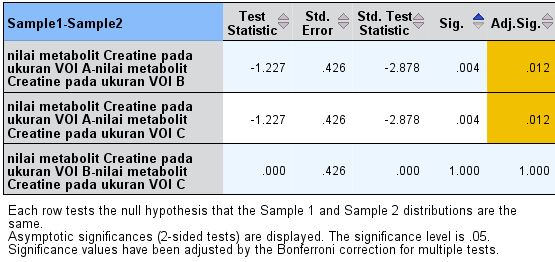 Sample1-Sample2 Test Statistic Std. Error Std. Test Statistic Sig. Adj.Sig.
nilai metabolit Creatine pada
ukuran VOI A-nilai metabolit
Creatine pada ukuran VOI B
-1.227 .426 -2.878 .004 .012
nilai metabolit Creatine pada
ukuran VOI A-nilai metabolit
Creatine pada ukuran VOI C
-1.227 .426 -2.878 .004 .012
nilai metabolit Creatine pada
ukuran VOI B-nilai metabolit
Creatine pada ukuran VOI C
.000 .426 .000 1.000 1.000
Each row tests the null hypothesis that the Sample 1 and Sample 2 distributions are the
same.
Asymptotic significances (2-sided tests) are displayed. The significance level is .05.
Significance values have been adjusted by the Bonferroni correction for multiple tests.